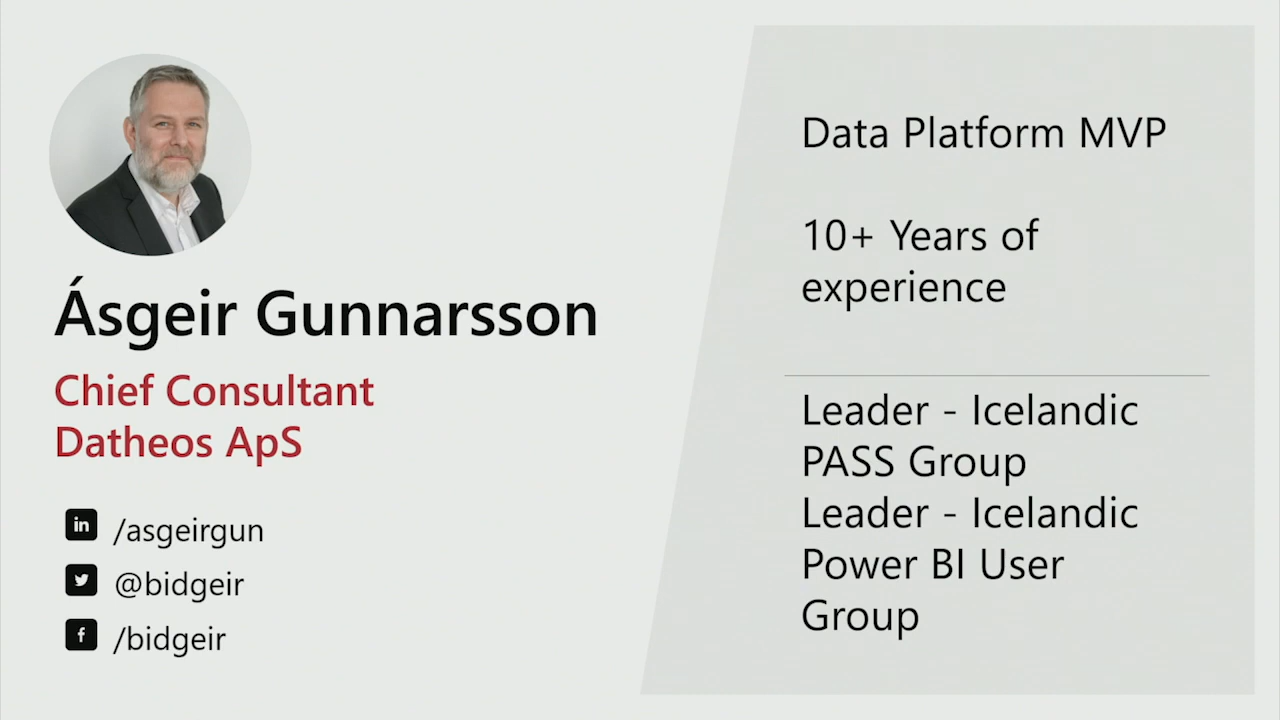 Ásgeir Gunnarsson
Chief Consultant
Datheos ApS
in /asgeirgun
@bidgeir
f /bidgeir
Data Platform MVP
10+ Years of
experience
Leader - Icelandic
PASS Group
Leader - Icelandic
Power BI User
Group